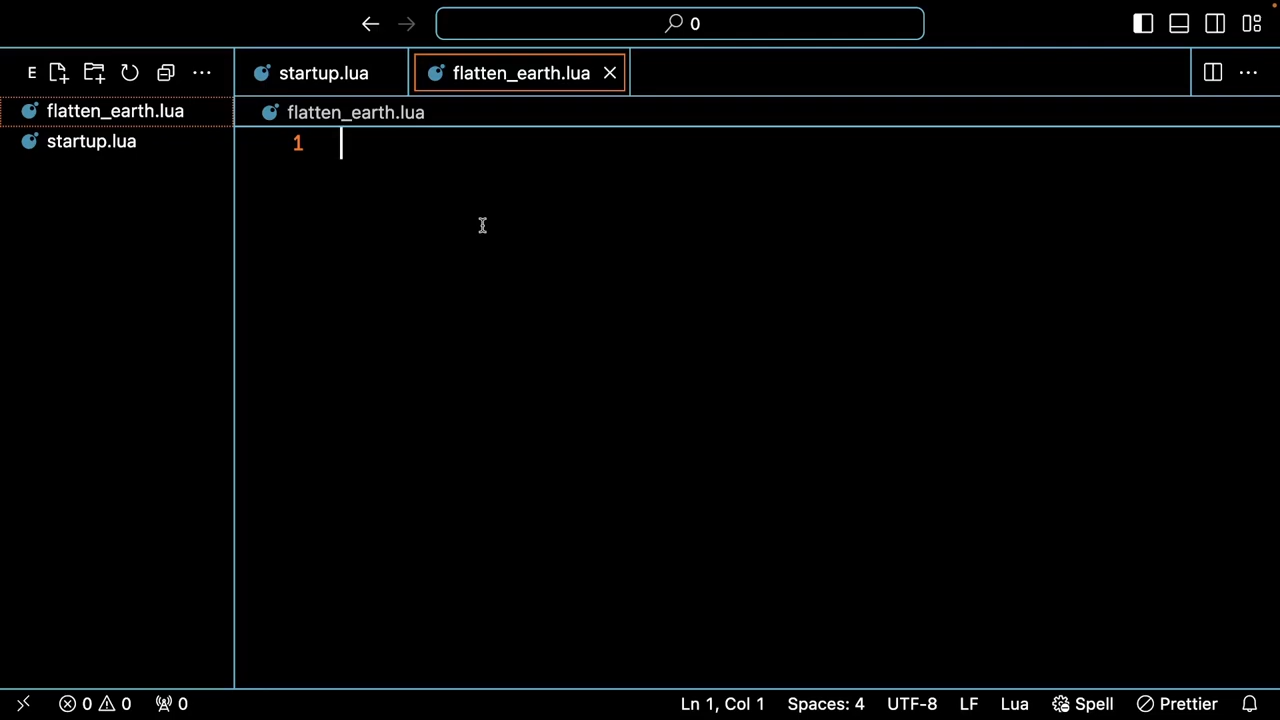 0
E
startup.lua
flatten_earth.lua
flatten_earth.lua
startup.lua
flatten_earth.lua
1
0 0 0
Ln 1, Col 1
Spaces: 4
UTF-8
LF
Lua
Spell
Prettier